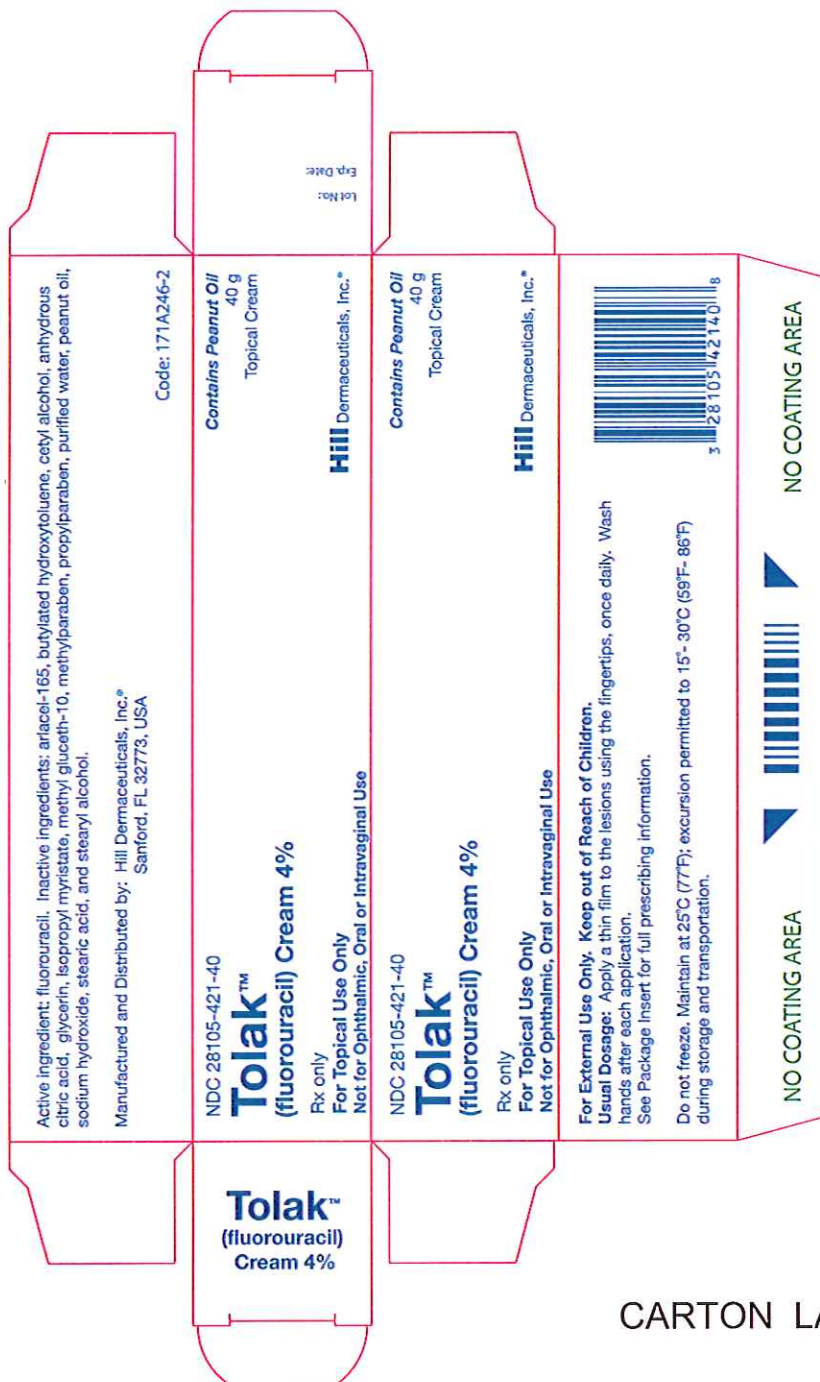 Active ingredient: fluorouracil. Inactive ingredients: arlacel-165, butylated hydroxytoluene, cetyl alcohol, anhydrous
citric acid, glycerin, isopropyl myristate, methyl gluceth-10, methylparaben, propylparaben, purified water, peanut oil,
sodium hydroxide, stearic acid, and stearyl alcohol.
Manufactured and Distributed by: Hill Dermaceuticals, Inc.®
Sanford, FL 32773, USA
Code: 171A246-2
Lot No:
Exp. Date:
NDC 28105-421-40
Tolak™
(fluorouracil) Cream 4%
Rx only
For Topical Use Only
Not for Ophthalmic, Oral or Intravaginal Use
Contains Peanut Oil
40 g
Topical Cream
Hill Dermaceuticals, Inc.®
Tolak™
(fluorouracil)
Cream 4%
NDC 28105-421-40
Tolak™
(fluorouracil) Cream 4%
Rx only
For Topical Use Only
Not for Ophthalmic, Oral or Intravaginal Use
Contains Peanut Oil
40 g
Topical Cream
Hill Dermaceuticals, Inc.®
For External Use Only. Keep out of Reach of Children.
Usual Dosage: Apply a thin film to the lesions using the fingertips, once daily. Wash
hands after each application.
See Package Insert for full prescribing information.
Do not freeze. Maintain at 25°C (77°F); excursion permitted to 15°- 30°C (59°F- 86°F)
during storage and transportation.
3 28105 42140 8
NO COATING AREA
NO COATING AREA
CARTON LA